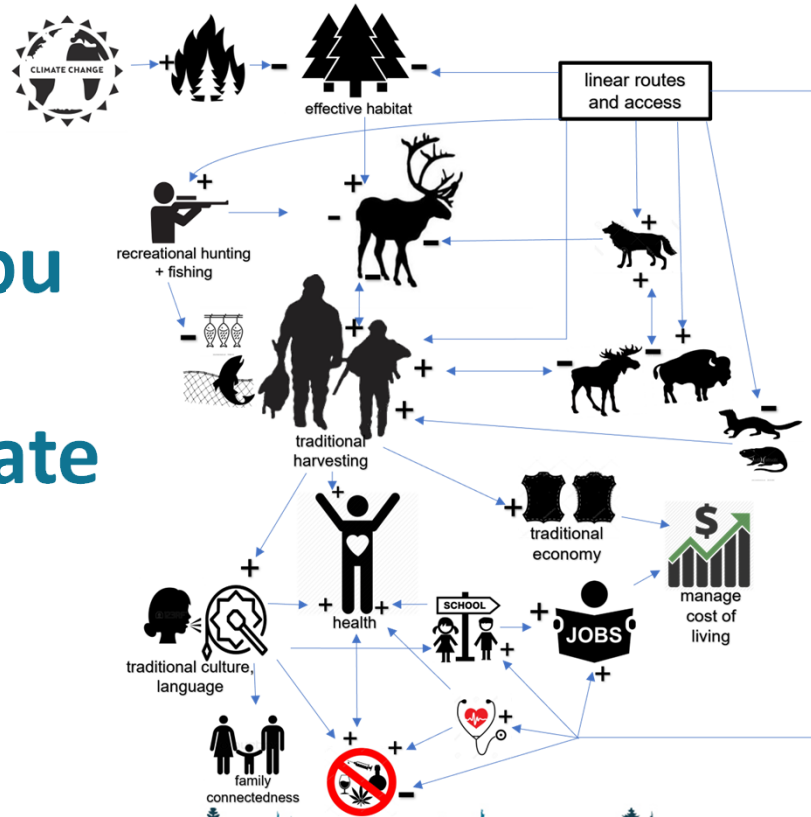 CLIMATE CHANGE
effective habitat
linear routes
and access
recreational hunting
+ fishing
ou
ate
traditional
harvesting
traditional
economy
$
manage
cost of
living
SCHOOL
JOBS
health
traditional culture,
language
family
connectedness